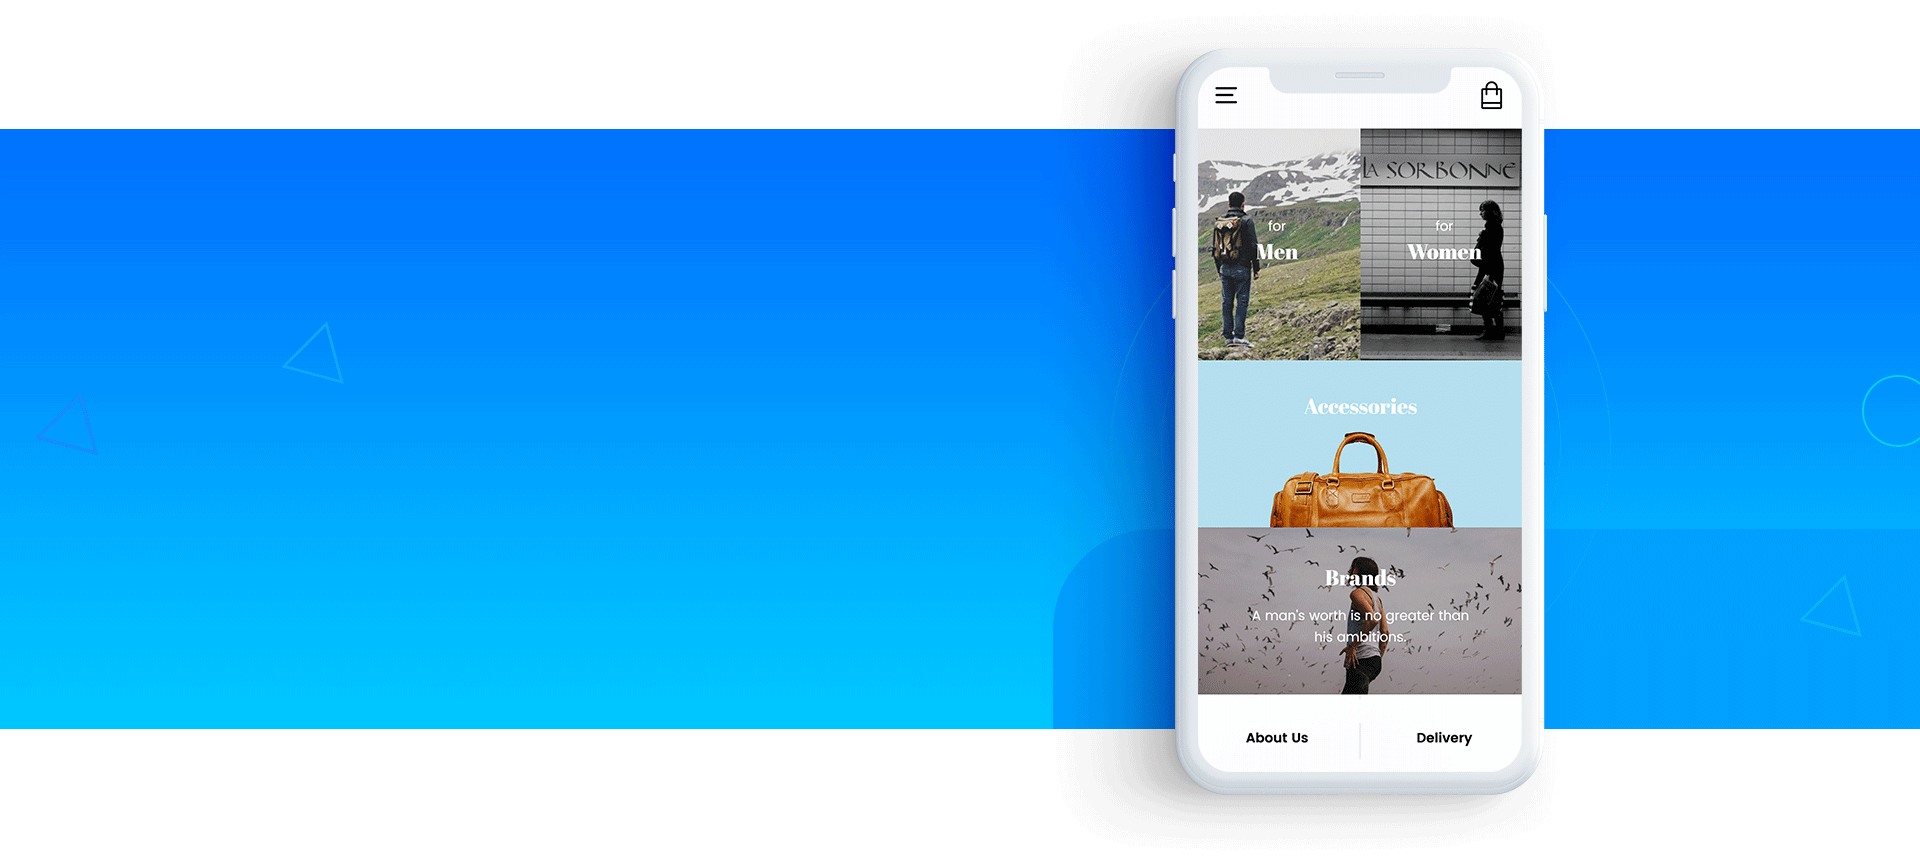 LA SORBONNE
for
Men
for
Women
Accessories
Brands
A man's worth is no greater than
his ambitions.
About Us
Delivery